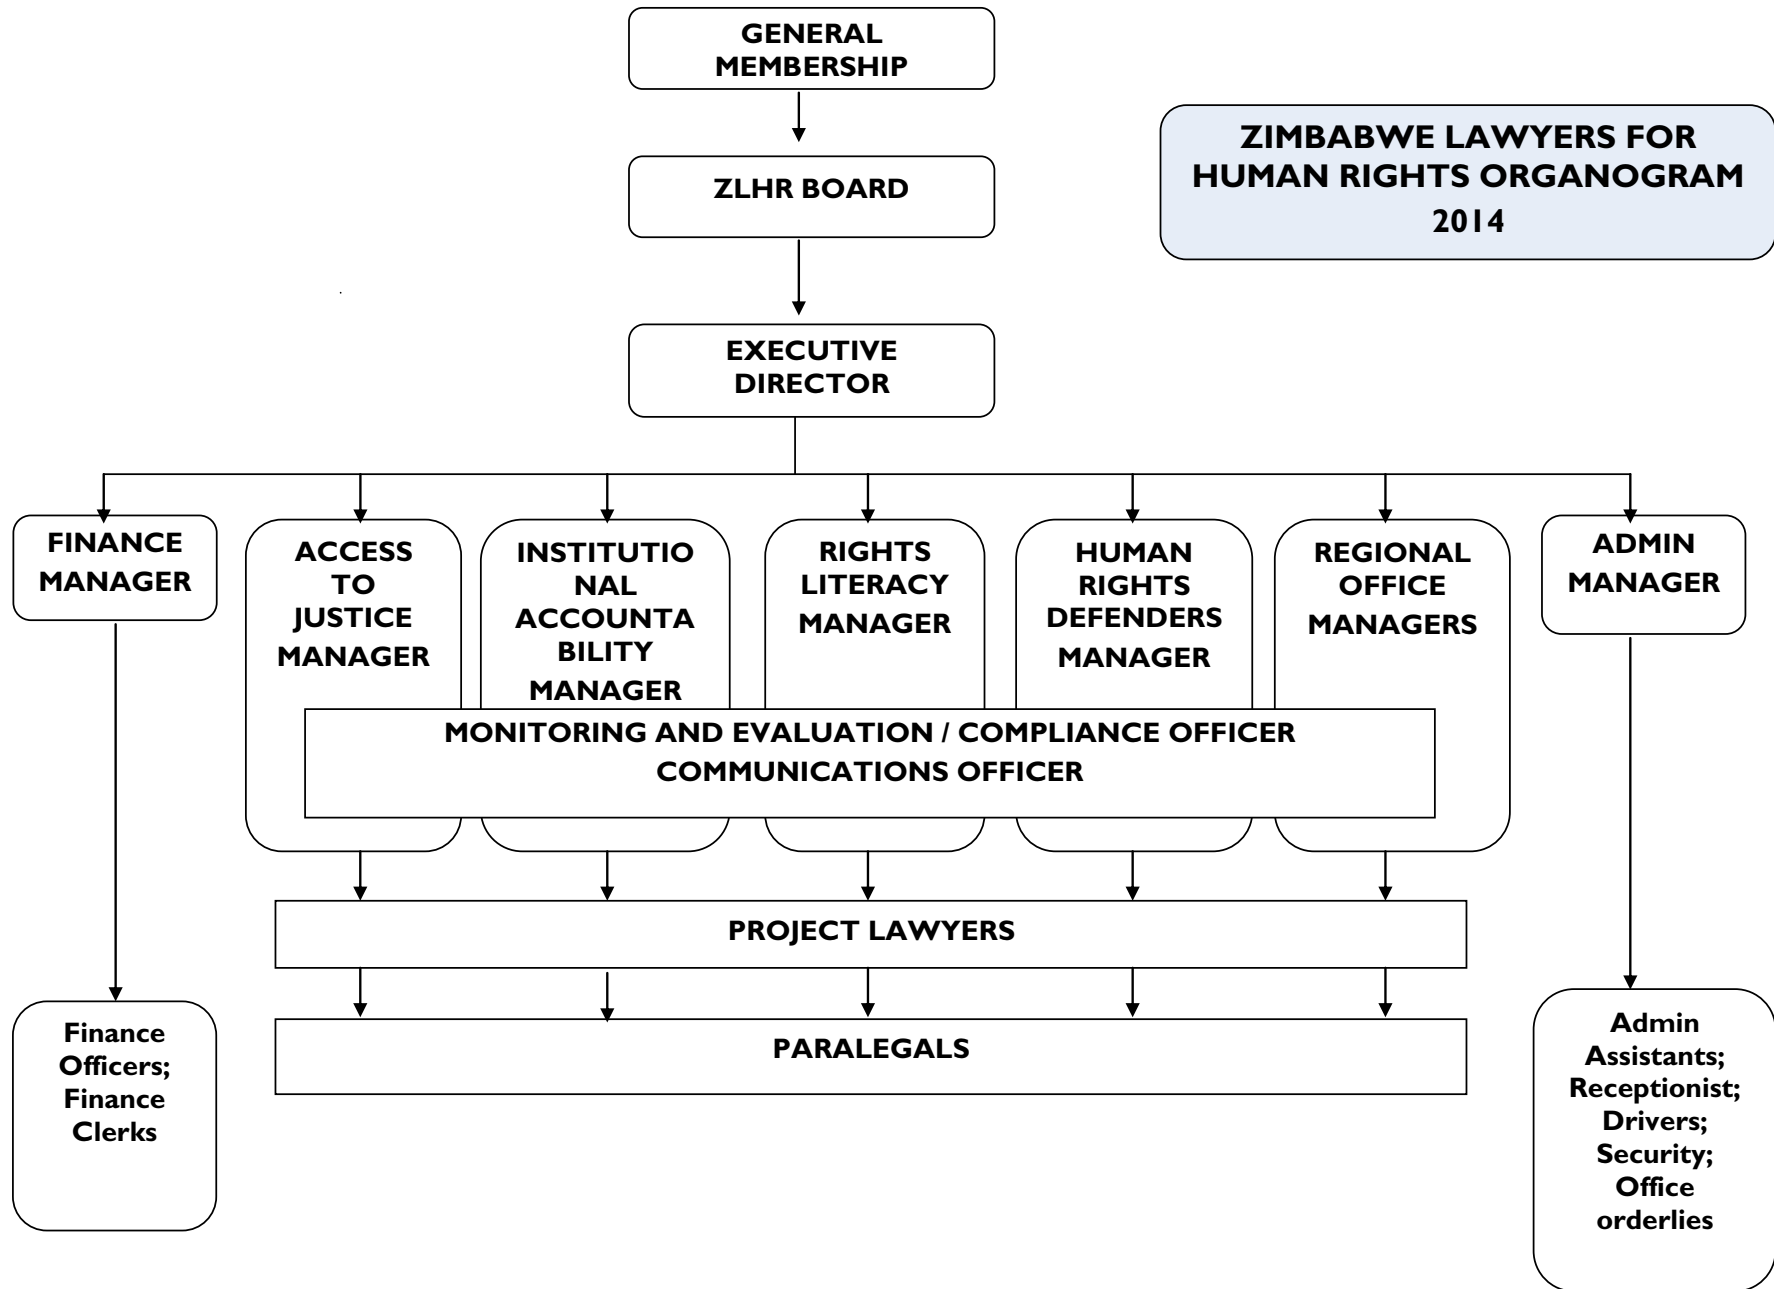 GENERAL
MEMBERSHIP
ZIMBABWE LAWYERS FOR
HUMAN RIGHTS ORGANOGRAM
2014
ZLHR BOARD
EXECUTIVE
DIRECTOR
FINANCE
MANAGER
ACCESS
TO
JUSTICE
MANAGER
INSTITUTIO
NAL
ACCOUNTA
BILITY
MANAGER
RIGHTS
LITERACY
MANAGER
HUMAN
RIGHTS
DEFENDERS
MANAGER
REGIONAL
OFFICE
MANAGERS
ADMIN
MANAGER
MONITORING AND EVALUATION / COMPLIANCE OFFICER
COMMUNICATIONS OFFICER
PROJECT LAWYERS
PARALEGALS
Finance
Officers;
Finance
Clerks
Admin
Assistants;
Receptionist;
Drivers;
Security;
Office
orderlies